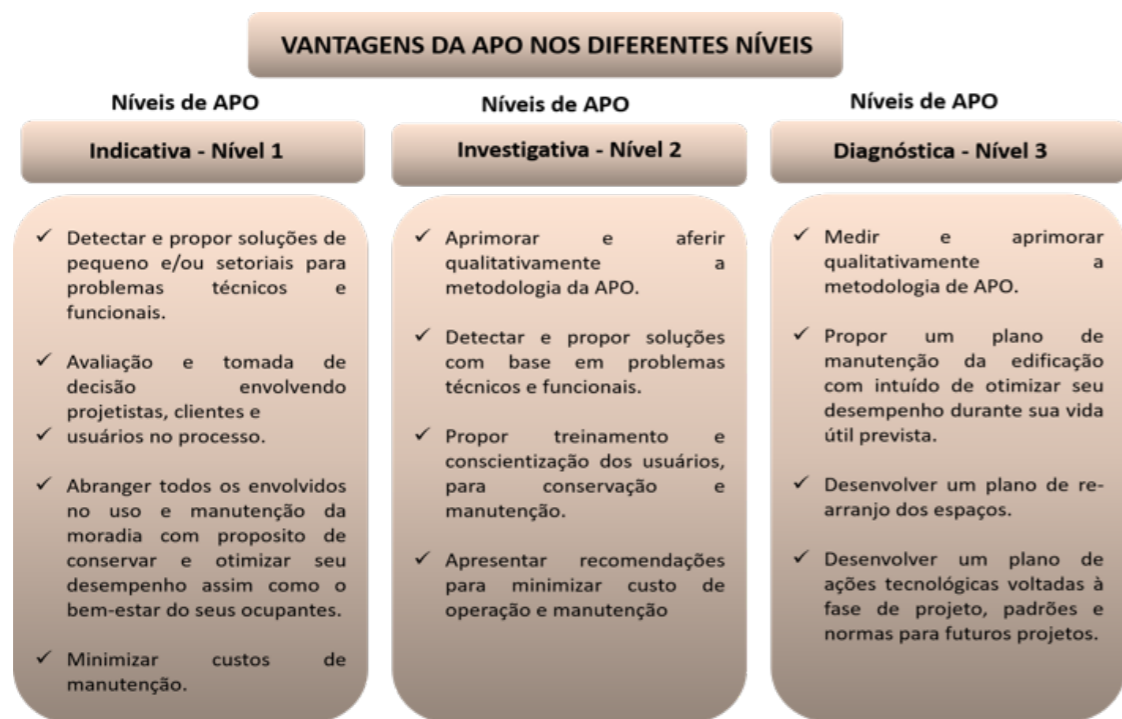 VANTAGENS DA APO NOS DIFERENTES NÍVEIS
Níveis de APO
Indicativa - Nível 1
✓ Detectar e propor soluções de
pequeno e/ou setoriais para
problemas técnicos e
funcionais.
✓ Avaliação e tomada de
decisão envolvendo
projetistas, clientes e
✓ usuários no processo.
✓ Abranger todos os envolvidos
no uso e manutenção da
moradia com proposito de
conservar e otimizar seu
desempenho assim como o
bem-estar do seus ocupantes.
✓ Minimizar custos de
manutenção.
Níveis de APO
Investigativa - Nível 2
✓ Aprimorar e aferir
qualitativamente a
metodologia da APO.
✓ Detectar e propor soluções
com base em problemas
técnicos e funcionais.
✓ Propor treinamento e
conscientização dos usuários,
para conservação e
manutenção.
✓ Apresentar recomendações
para minimizar custo de
operação e manutenção
Níveis de APO
Diagnóstica - Nível 3
✓ Medir e aprimorar
qualitativamente a
metodologia de APO.
✓ Propor um plano de
manutenção da edificação
com intuído de otimizar seu
desempenho durante sua vida
útil prevista.
✓ Desenvolver um plano de re-
arranjo dos espaços.
✓ Desenvolver um plano de
ações tecnológicas voltadas à
fase de projeto, padrões e
normas para futuros projetos.